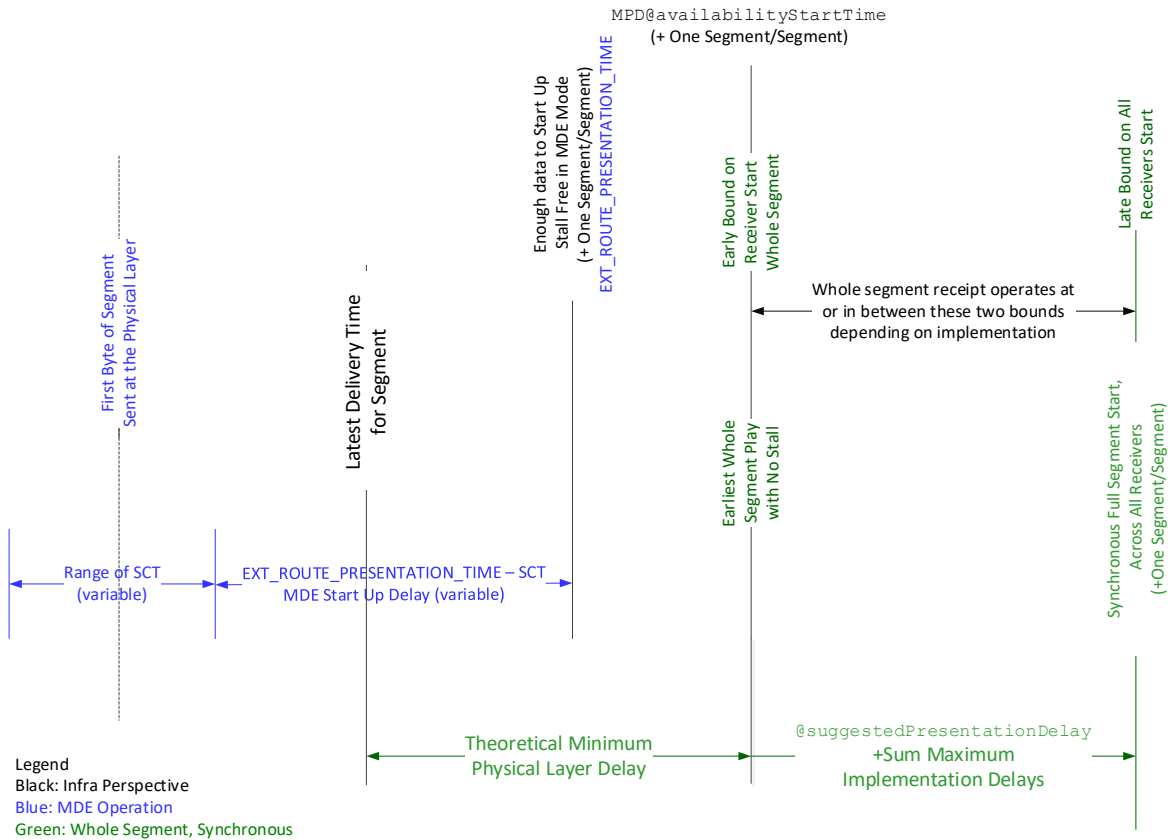 MPD@availabilityStartTime
(+ One Segment/Segment)
Enough data to Start Up
Stall Free in MDE Mode
(+ One Segment/Segment)
EXT_ROUTE_PRESENTATION_TIME
First Byte of Segment
Sent at the Physical Layer
Early Bound on
Receiver Start
Whole Segment
Late Bound on All
Receivers Start
Whole segment receipt operates at
or in between these two bounds
depending on implementation
Latest Delivery Time
for Segment
Earliest Whole
Segment Play
with No Stall
Synchronous Full Segment Start,
Across All Receivers
(+One Segment/Segment)
Range of SCT
(variable)
EXT_ROUTE_PRESENTATION_TIME – SCT
MDE Start Up Delay (variable)
Theoretical Minimum
Physical Layer Delay
@suggestedPresentationDelay
+Sum Maximum
Implementation Delays
Legend
Black: Infra Perspective
Blue: MDE Operation
Green: Whole Segment, Synchronous